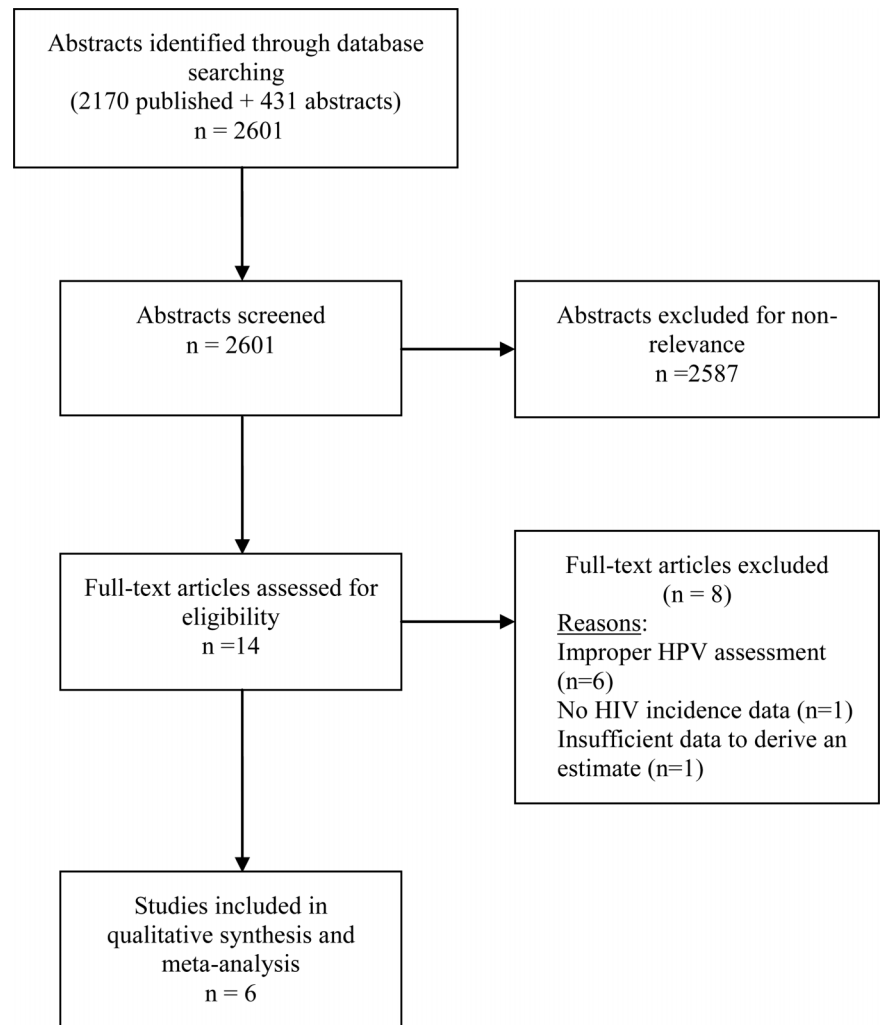 Abstracts identified through database
searching
(2170 published + 431 abstracts)
n = 2601
Abstracts screened
n = 2601
Abstracts excluded for non-
relevance
n =2587
Full-text articles assessed for
eligibility
n =14
Full-text articles excluded
(n = 8)
Reasons:
Improper HPV assessment
(n=6)
No HIV incidence data (n=1)
Insufficient data to derive an
estimate (n=1)
Studies included in
qualitative synthesis and
meta-analysis
n = 6